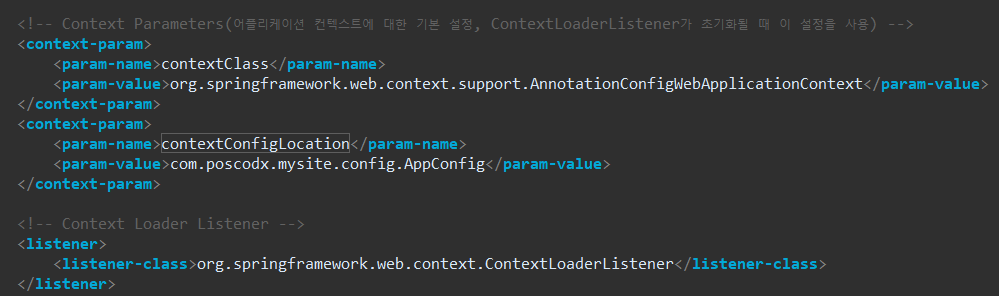 <!-- Context Parameters(어플리케이션 컨텍스트에 대한 기본 설정, ContextLoaderListener가 초기화될 때 이 설정을 사용) -->
<context-param>
    <param-name>contextClass</param-name>
    <param-value>org.springframework.web.context.support.AnnotationConfigWebApplicationContext</param-value>
</context-param>
<context-param>
    <param-name>contextConfigLocation</param-name>
    <param-value>com.poscodx.mysite.config.AppConfig</param-value>
</context-param>

<!-- Context Loader Listener -->
<listener>
    <listener-class>org.springframework.web.context.ContextLoaderListener</listener-class>
</listener>